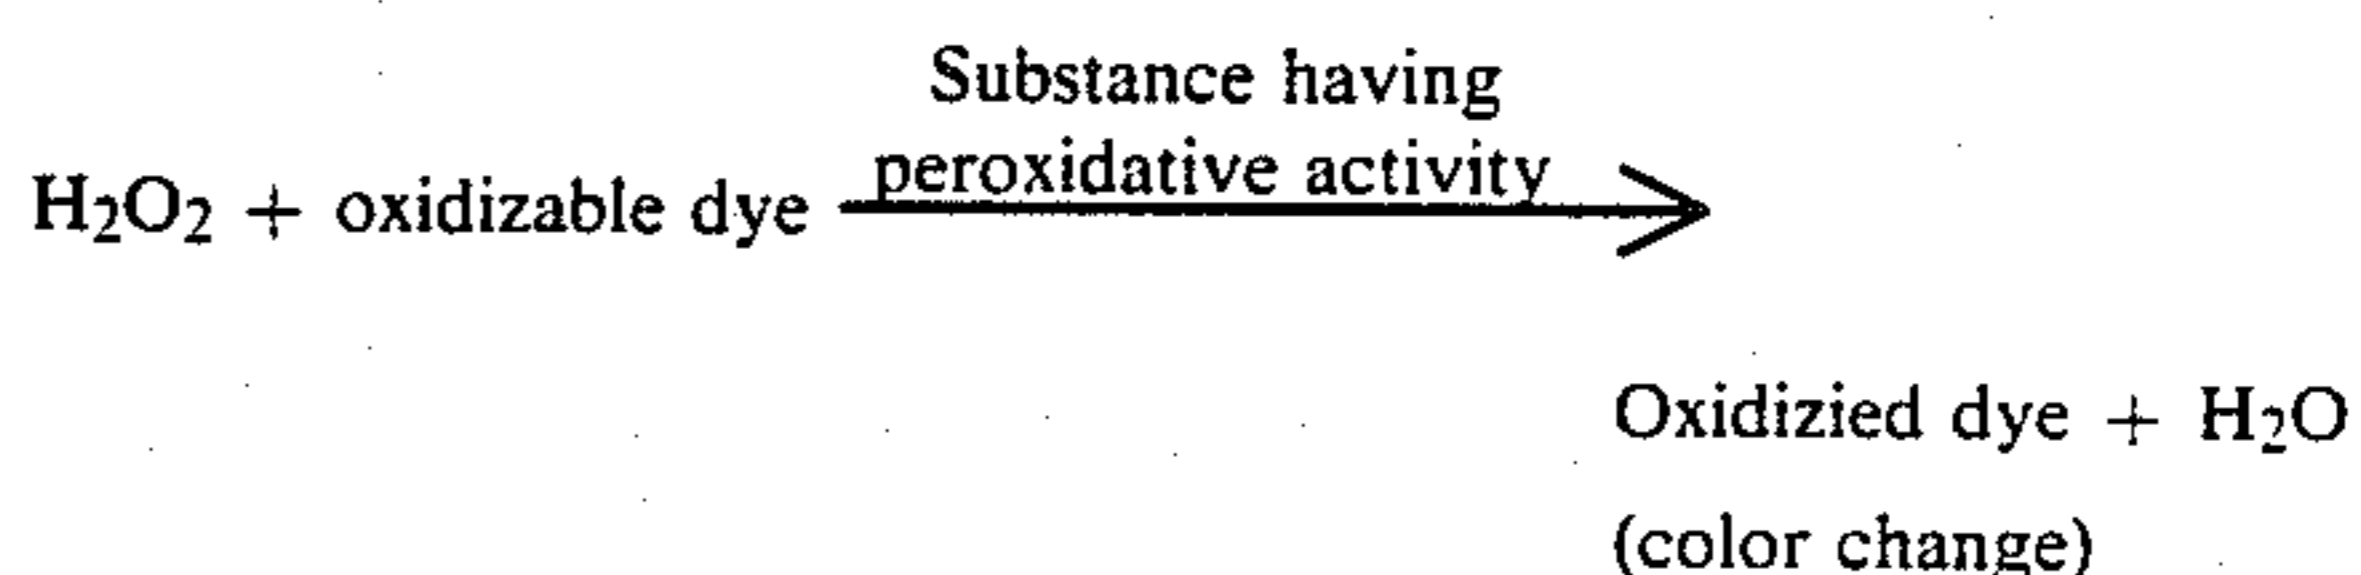 Substance having
peroxidative activity
H₂O₂ + oxidizable dye
Oxidizied dye + H₂O
(color change)